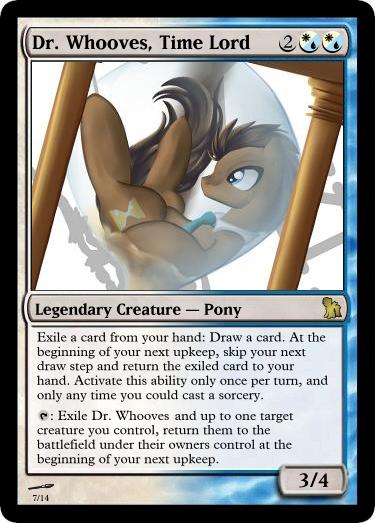 Dr. Whooves, Time Lord 2
Legendary Creature — Pony
Exile a card from your hand: Draw a card. At the
beginning of your next upkeep, skip your next
draw step and return the exiled card to your
hand. Activate this ability only once per turn, and
only any time you could cast a sorcery.
: Exile Dr. Whooves and up to one target
creature you control, return them to the
battlefield under their owners control at the
beginning of your next upkeep.
3/4
7/14